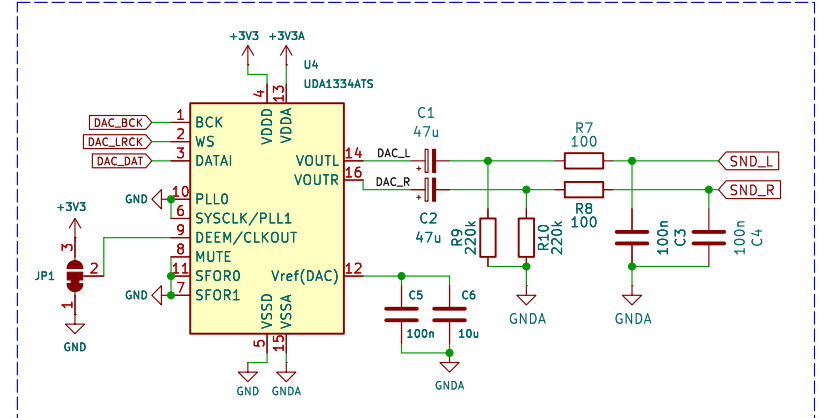 +3V3
+3V3A
U4
UDA1334ATS
4
13
VDDD
VDDA
C1
47u
DAC_BCK
1
BCK
DAC_LRCK
2
WS
DAC_DAT
3
DATAI
VOUTL
14
DAC_L
+
R7
100
SND_L
VOUTR
16
DAC_R
+
SND_R
GND
10
PLL0
6
SYSCLK/PLL1
C2
47u
R8
100
+3V3
9
DEEM/CLKOUT
R9
220k
R10
220k
100n
C3
100n
C4
3
JP1
2
1
8
MUTE
11
SFOR0
Vref(DAC)
12
GND
7
SFOR1
C5
100n
C6
10u
GNDA
GNDA
VSSD
VSSA
5
15
GND
GND
GNDA
GNDA